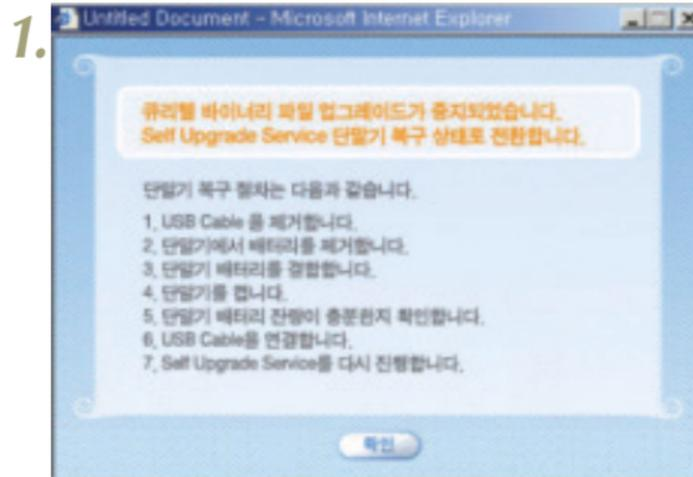 1.
Untitled Document - Microsoft Internet Explorer
큐리텔 바이너리 파일 업그레이드가 중지되었습니다.
Self Upgrade Service 단말기 복구 상태로 전환합니다.
단말기 복구 절차는 다음과 같습니다.
1, USB Cable 을 제거합니다.
2, 단말기에서 배터리를 제거합니다.
3, 단말기 배터리를 결합합니다.
4, 단말기를 켭니다.
5, 단말기 배터리 잔량이 충분한지 확인합니다.
6, USB Cable을 연결합니다.
7, Self Upgrade Service를 다시 진행합니다.
확인